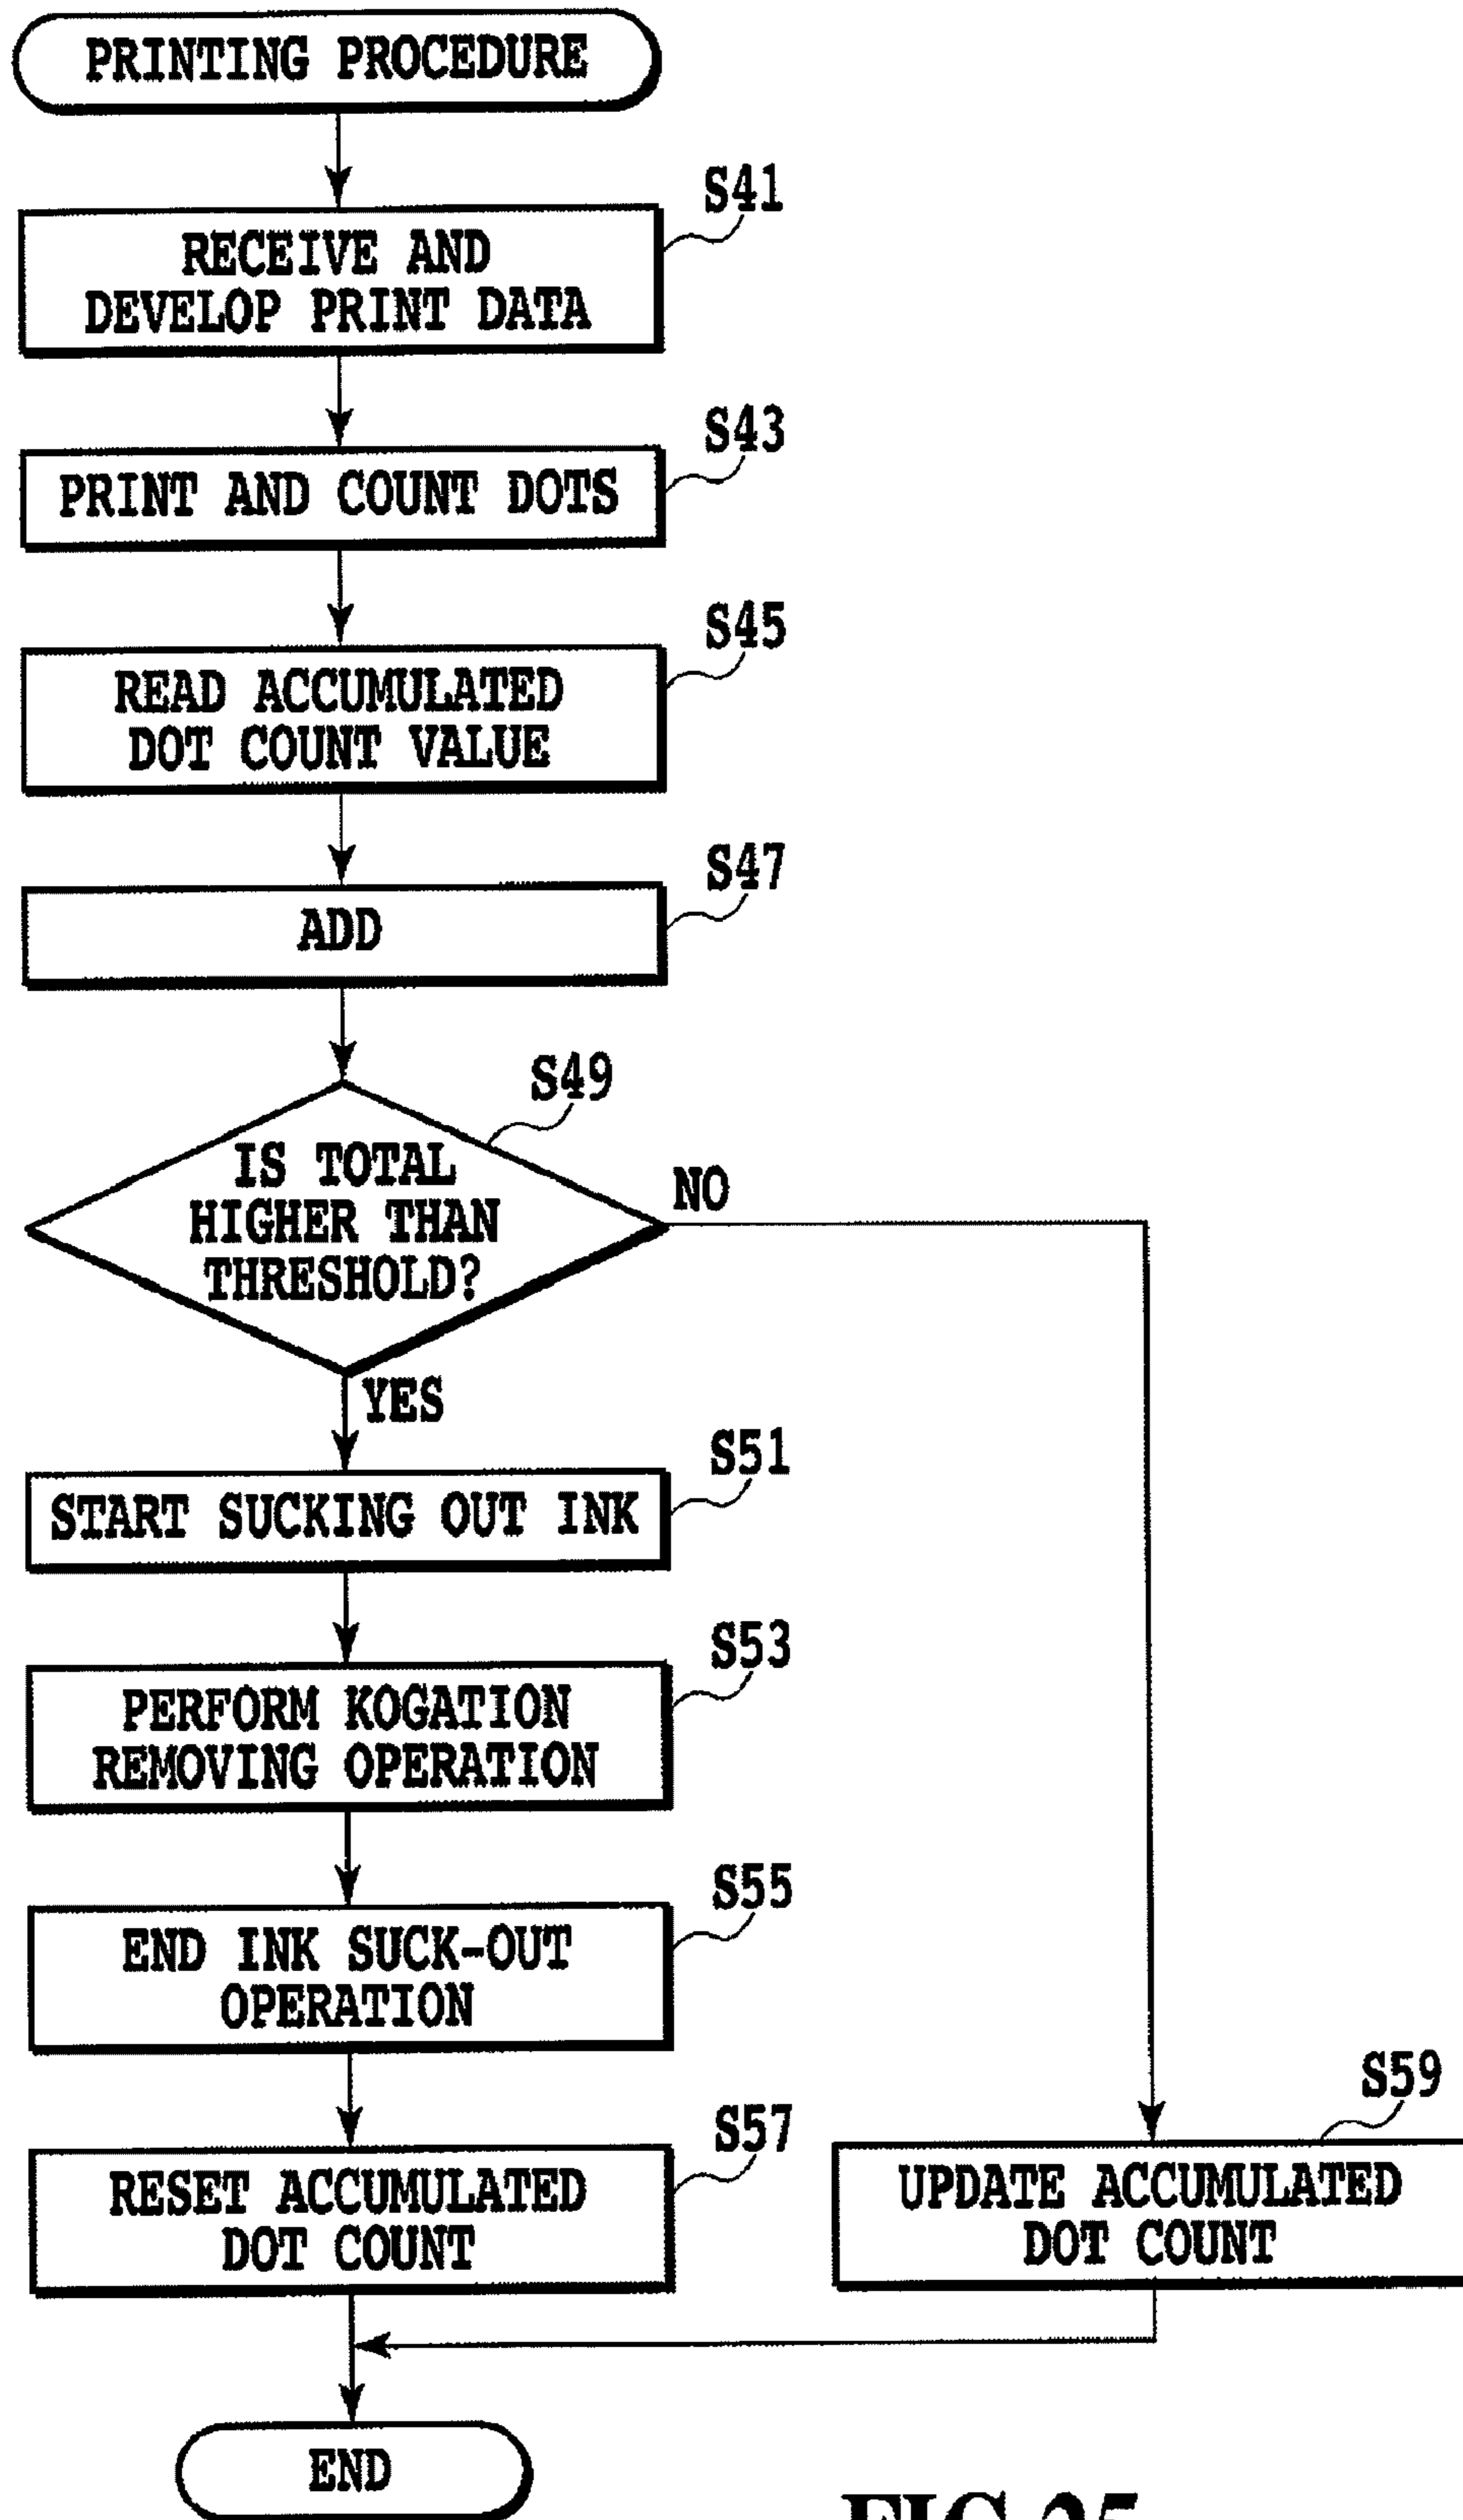 PRINTING PROCEDURE
S41
RECEIVE AND
DEVELOP PRINT DATA
S43
PRINT AND COUNT DOTS
S45
READ ACCUMULATED
DOT COUNT VALUE
S47
ADD
S49
IS TOTAL
HIGHER THAN
THRESHOLD?
NO
YES
S51
START SUCKING OUT INK
S53
PERFORM KOGATION
REMOVING OPERATION
S55
END INK SUCK-OUT
OPERATION
S57
RESET ACCUMULATED
DOT COUNT
S59
UPDATE ACCUMULATED
DOT COUNT
END
FIG.25